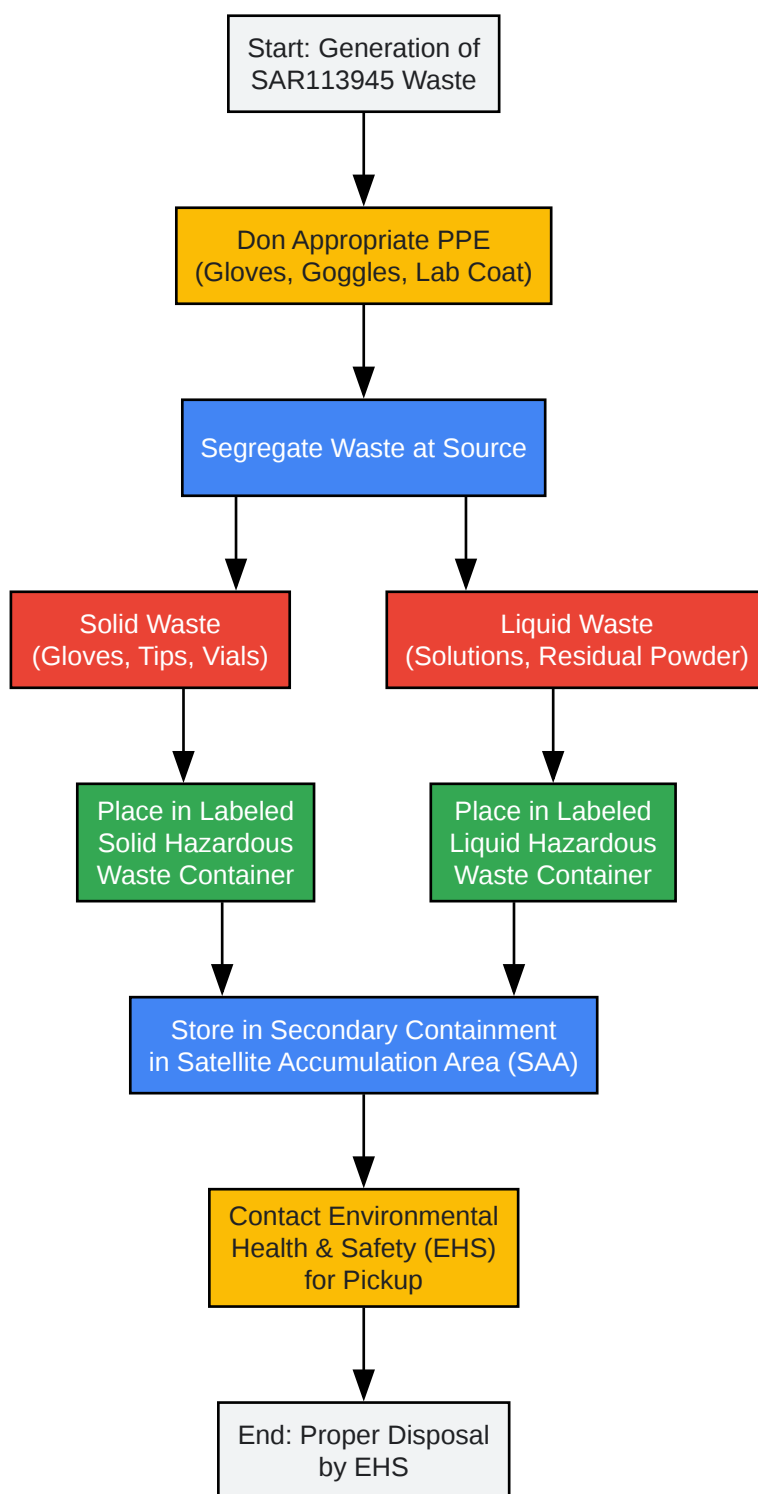 Start: Generation of
SAR113945 Waste
Don Appropriate PPE
(Gloves, Goggles, Lab Coat)
Segregate Waste at Source
Solid Waste
(Gloves, Tips, Vials)
Liquid Waste
(Solutions, Residual Powder)
Place in Labeled
Solid Hazardous
Waste Container
Place in Labeled
Liquid Hazardous
Waste Container
Store in Secondary Containment
in Satellite Accumulation Area (SAA)
Contact Environmental
Health & Safety (EHS)
for Pickup
End: Proper Disposal
by EHS